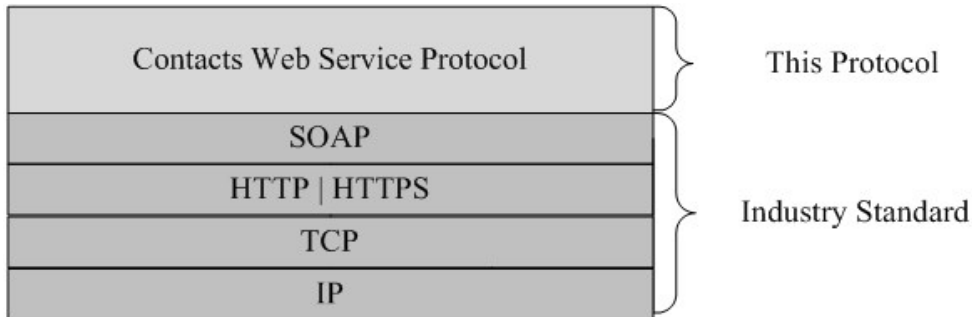 Contacts Web Service Protocol
This Protocol
SOAP
HTTP | HTTPS
Industry Standard
TCP
IP